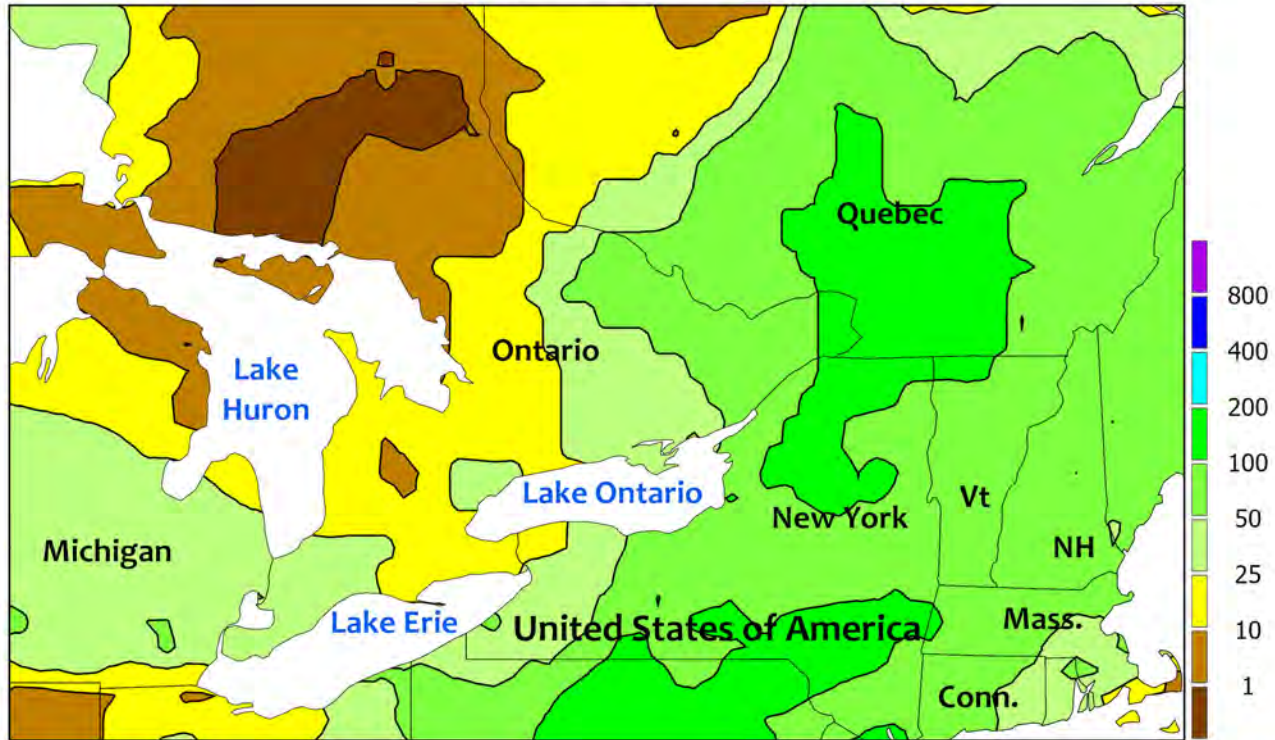 Quebec
Ontario
Lake
Huron
Lake Ontario
New York
Vt
NH
Michigan
Lake Erie
United States of America
Mass.
Conn.
800
400
200
100
50
25
10
1